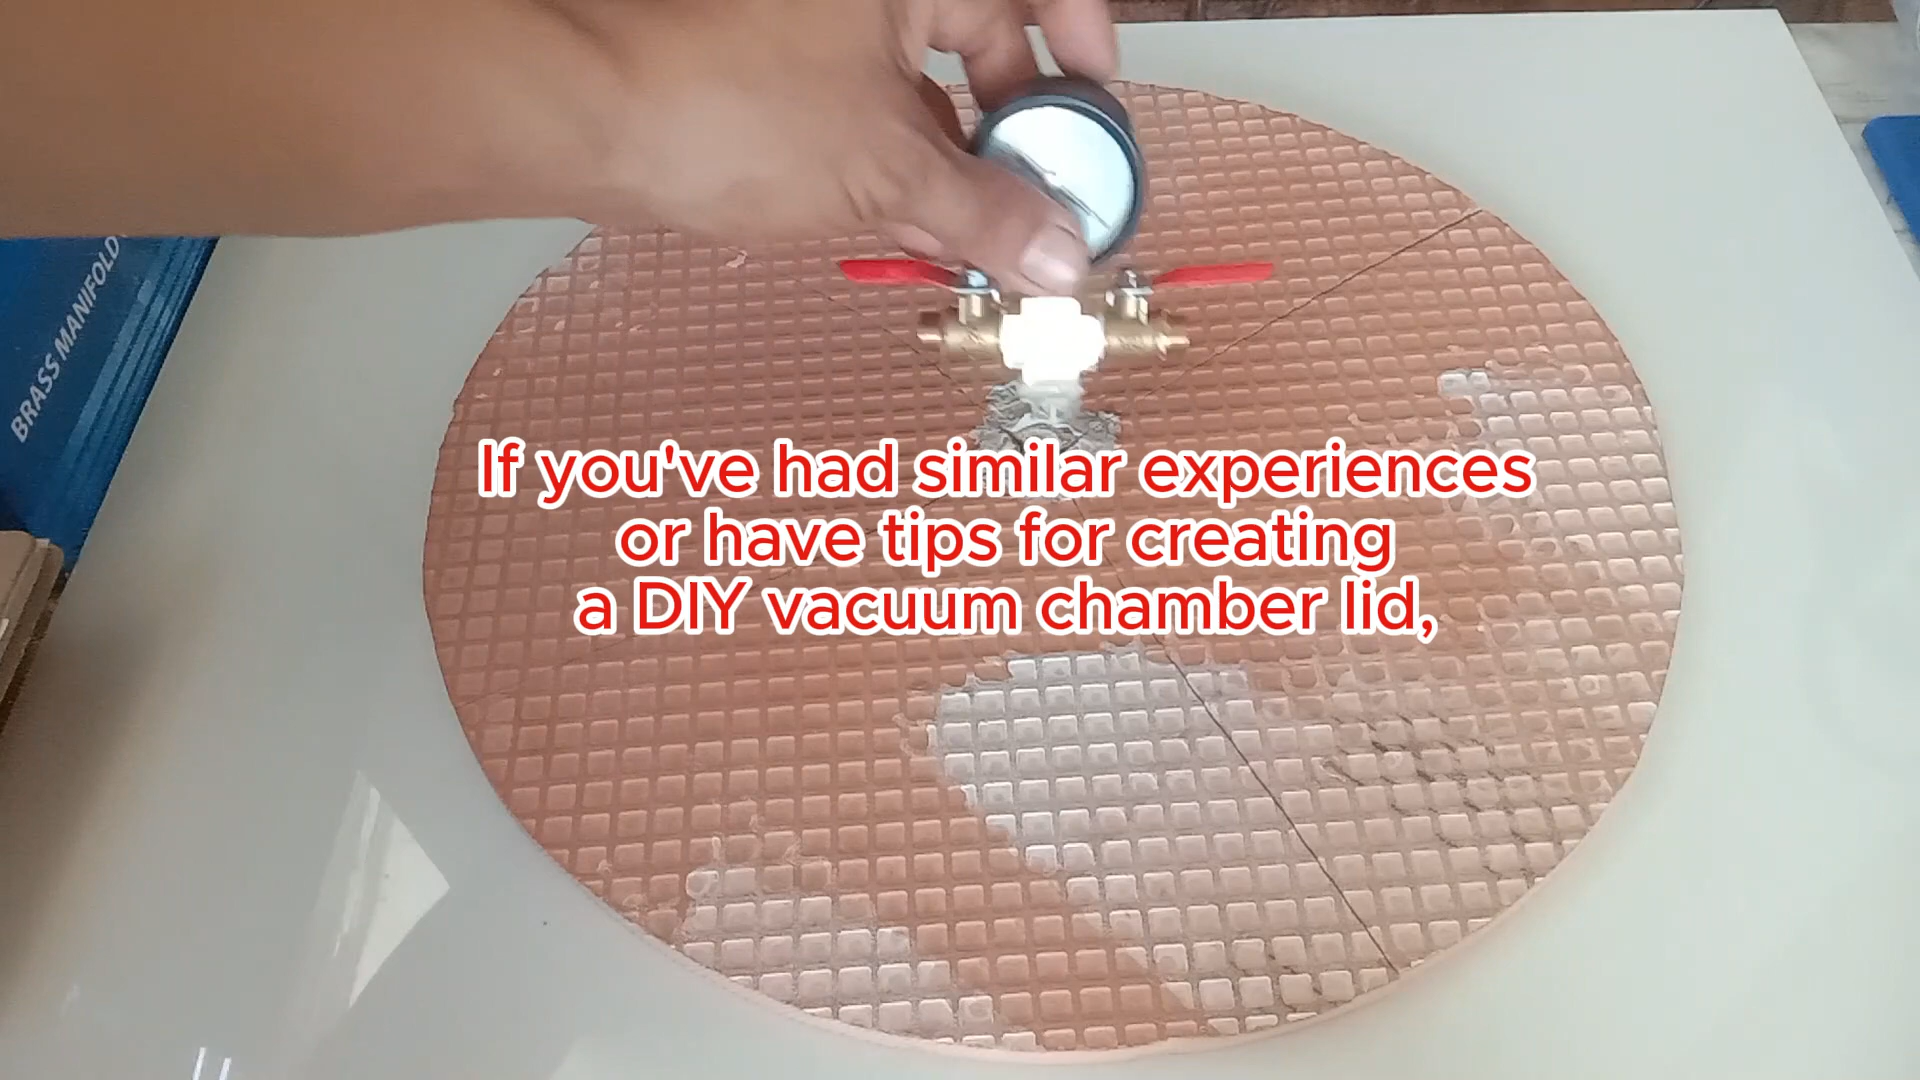 BRASS MANIFOLD
If you've had similar experiences
or have tips for creating
a DIY vacuum chamber lid,